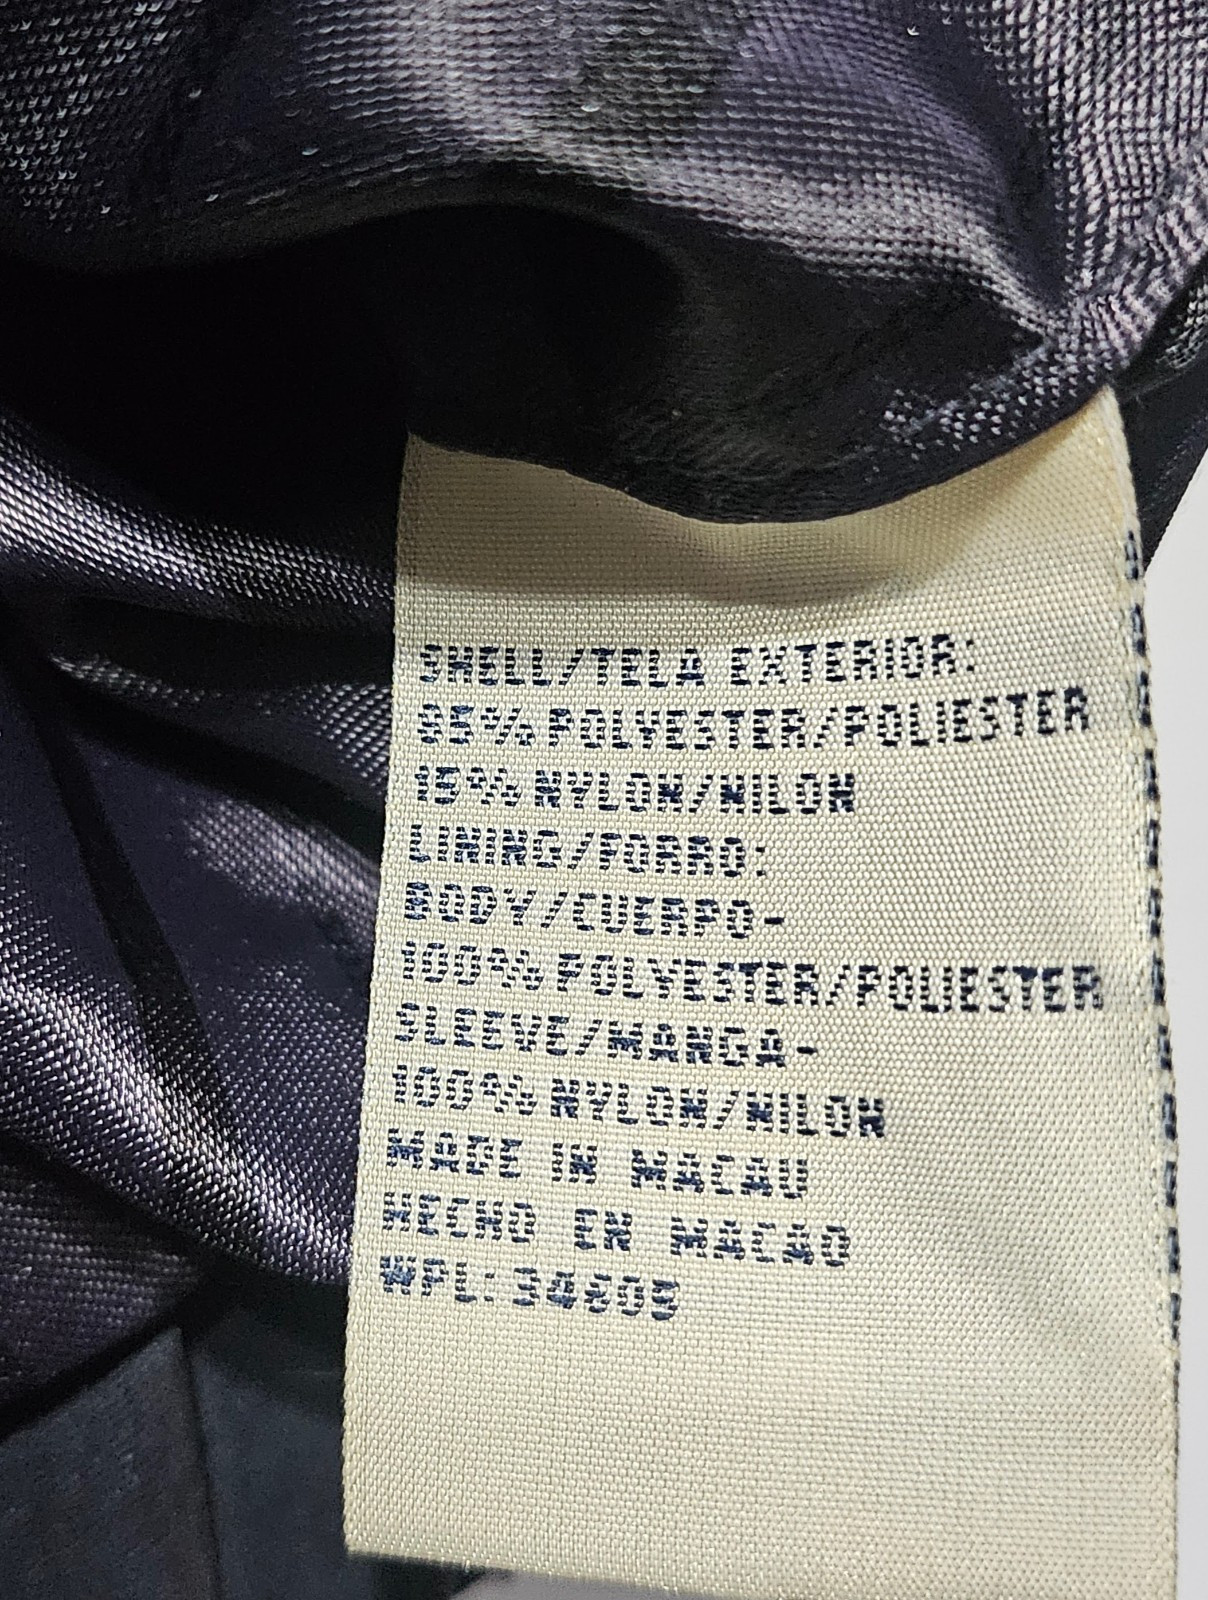 SHELL/TELA EXTERIOR:
85% POLYESTER/POLIESTER
15% NYLON/NILON
LINING/FORRO:
BODY/CUERPO-
100% POLYESTER/POLIESTER
SLEEVE/MANGA-
100% NYLON/NILON
MADE IN MACAU
HECHO EN MACAO
WPL: 34605